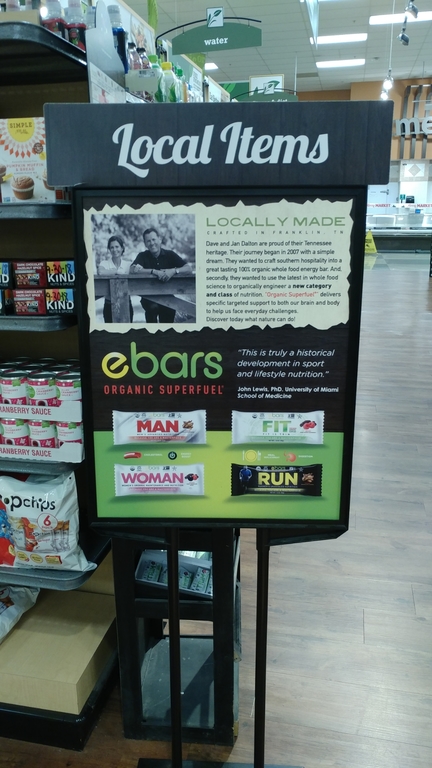 water
Local Items
LOCALLY MADE
CRAFTED IN FRANKLIN, TN
Dave and Jan Dalton are proud of their Tennessee
heritage. Their journey began in 2007 with a simple
dream. They wanted to craft southern hospitality into a
great tasting 100% organic whole food energy bar. And,
secondly, they wanted to use the latest in whole food
science to organically engineer a new category
and class of nutrition. "Organic Superfuel" delivers
specific targeted support to both our brain and body
to help us face everyday challenges.
Discover today what nature can do!
ebars
ORGANIC SUPERFUEL
"This is truly a historical
development in sport
and lifestyle nutrition."
John Lewis, PhD. University of Miami
School of Medicine
MAN
FIT
WOMAN
RUN
SIMPLE
KIND
KIND
CRANBERRY SAUCE
CRANBERRY SAUCE
popchips
6
me
MARKET